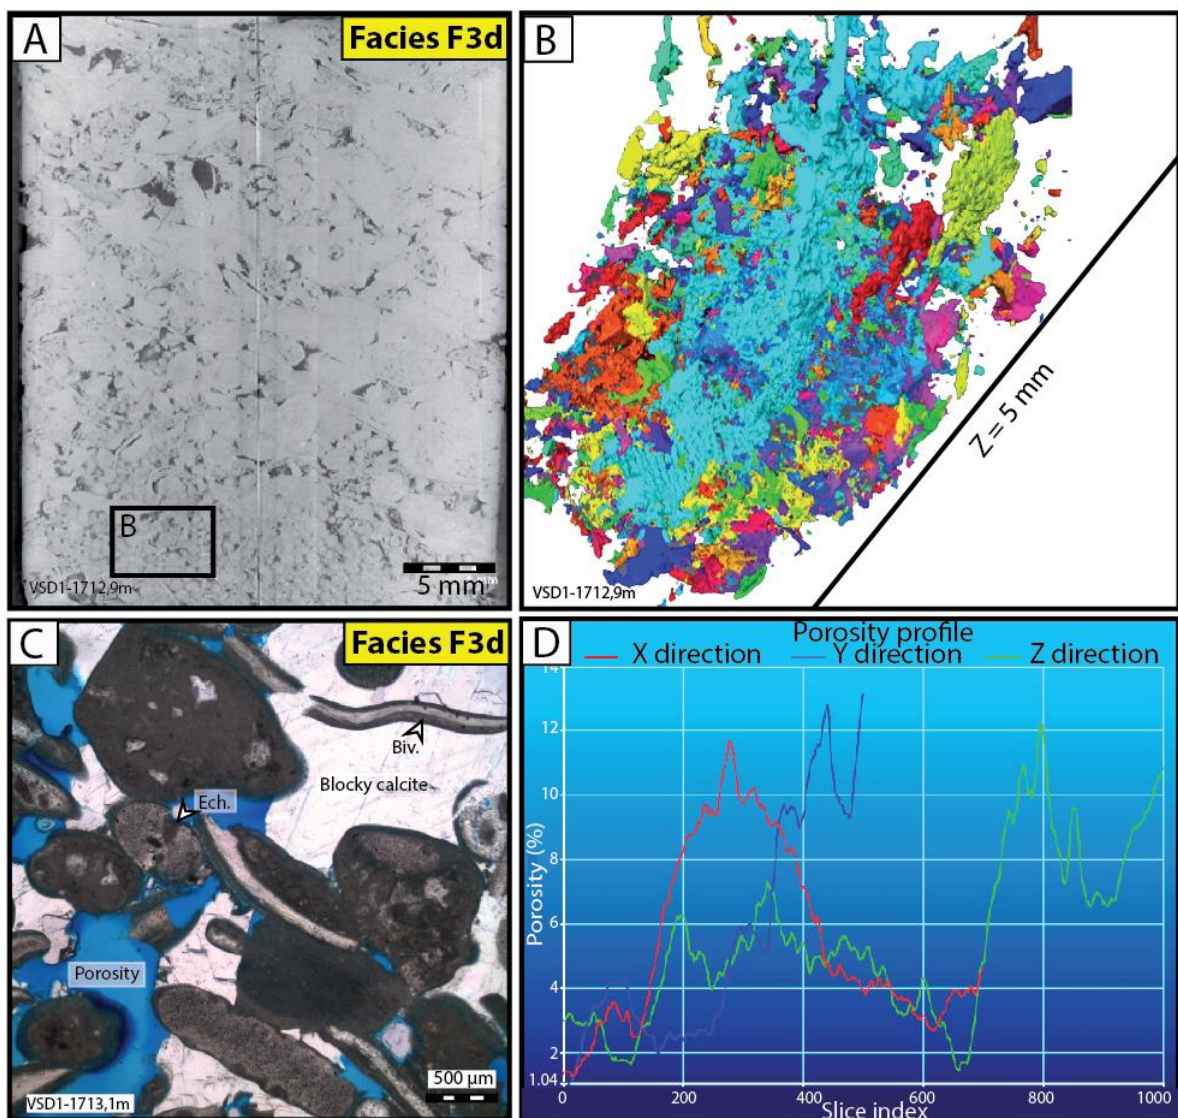 A
Facies F3d
B
VSD1-1712,9m
5 mm
B
Z = 5 mm
VSD1-1712,9m
C
Facies F3d
Biv.
Blocky calcite
Ech.
Porosity
500 µm
VSD1-1713,1m
D
Porosity profile
X direction Y direction Z direction
Porosity (%)
14
12
10
8
6
4
2
1.04
0 200 400 600 800 1000
Slice index